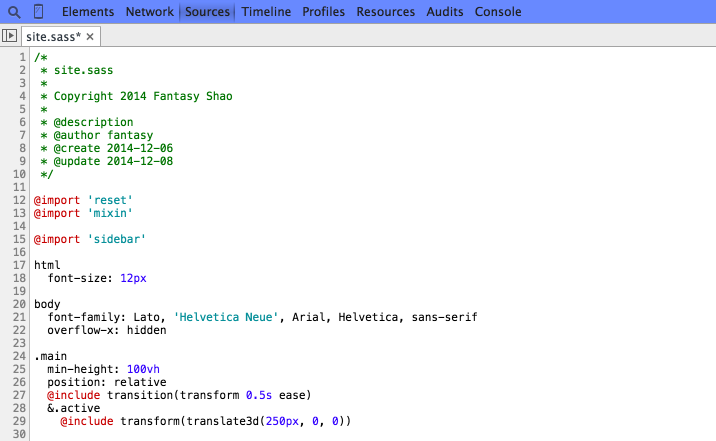 Elements Network Sources Timeline Profiles Resources Audits Console
site.sass* ×
1 /*
2  * site.sass
3  *
4  * Copyright 2014 Fantasy Shao
5  *
6  * @description
7  * @author fantasy
8  * @create 2014-12-06
9  * @update 2014-12-08
10  */
11
12 @import 'reset'
13 @import 'mixin'
14
15 @import 'sidebar'
16
17 html
18   font-size: 12px
19
20 body
21   font-family: Lato, 'Helvetica Neue', Arial, Helvetica, sans-serif
22   overflow-x: hidden
23
24 .main
25   min-height: 100vh
26   position: relative
27   @include transition(transform 0.5s ease)
28   &.active
29     @include transform(translate3d(250px, 0, 0))
30